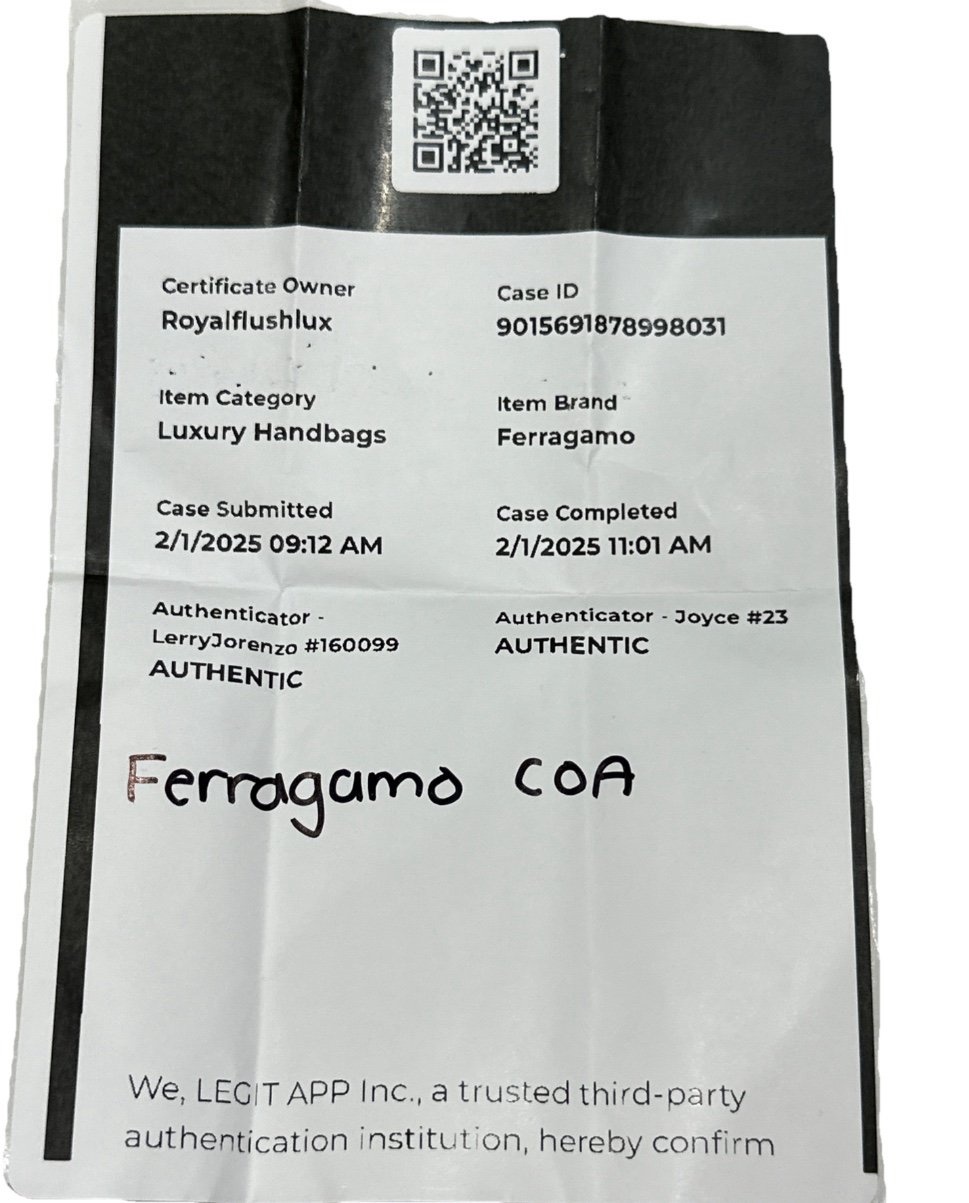 Certificate Owner
Royalflushlux
Case ID
9015691878998031
Item Category
Luxury Handbags
Item Brand
Ferragamo
Case Submitted
2/1/2025 09:12 AM
Case Completed
2/1/2025 11:01 AM
Authenticator -
LerryJorenzo #160099
AUTHENTIC
Authenticator - Joyce #23
AUTHENTIC
Ferragamo COA
We, LEGIT APP Inc., a trusted third-party
authentication institution, hereby confirm